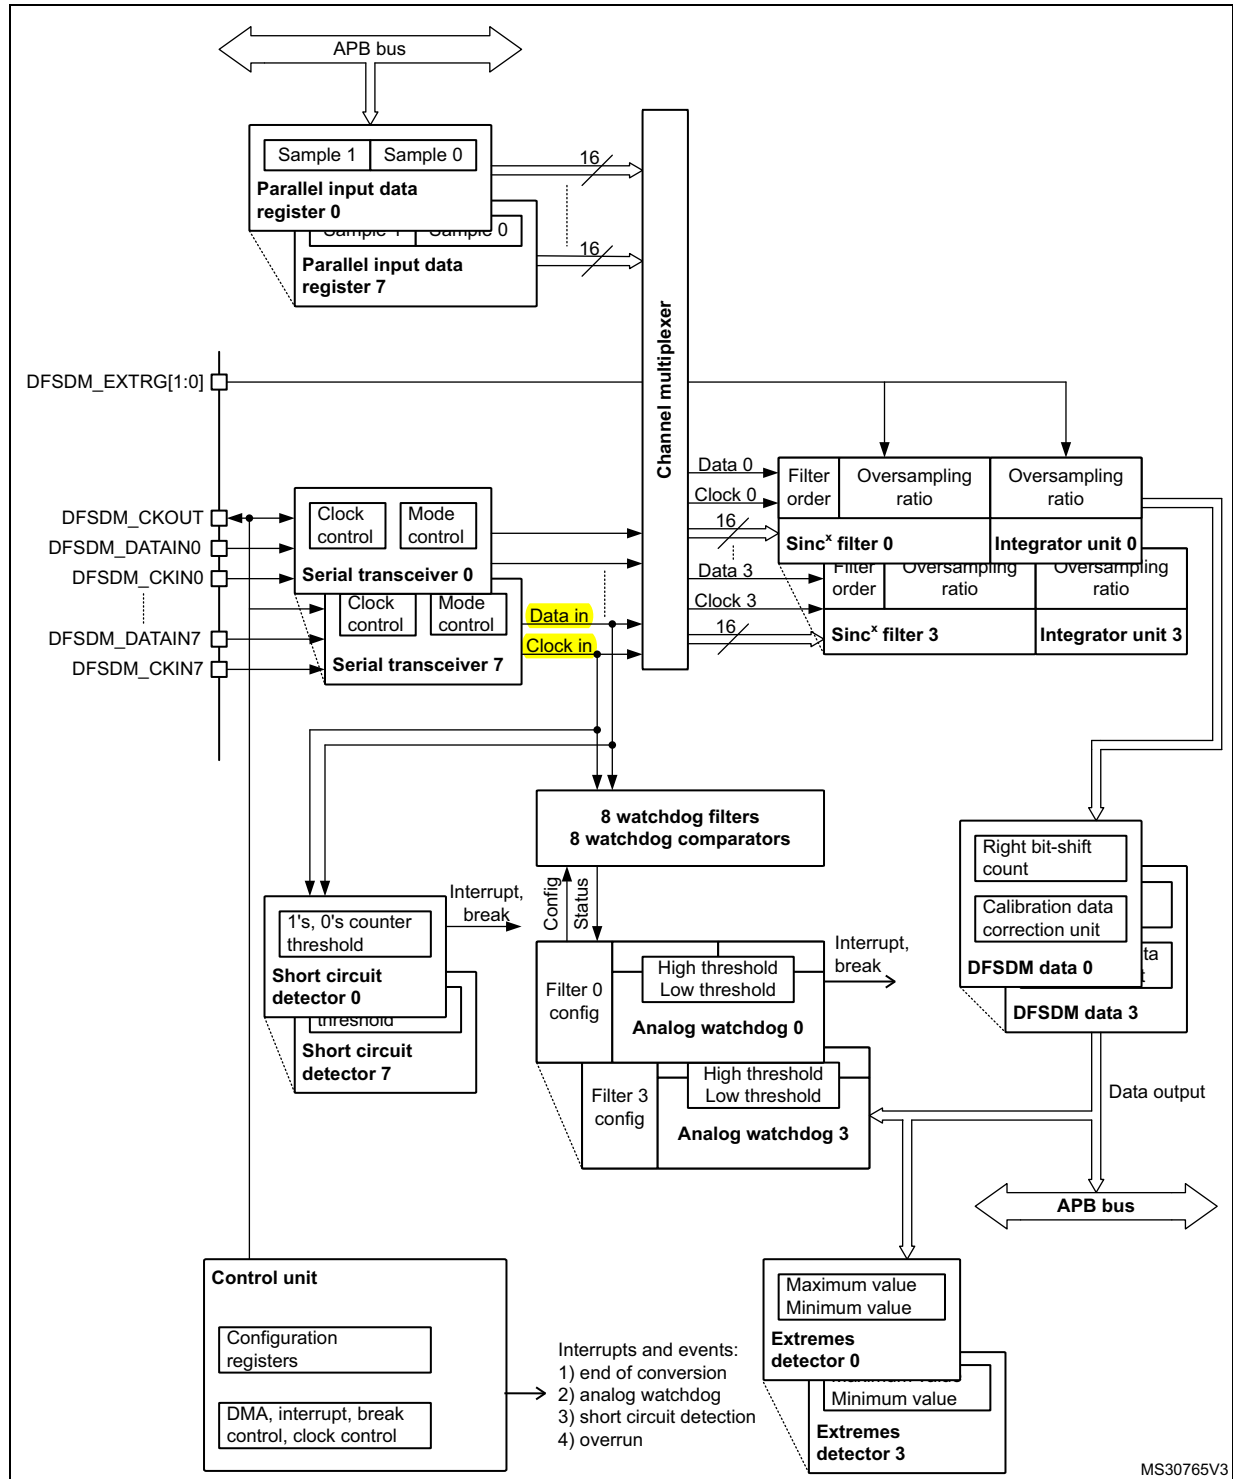 APB bus
Sample 1 Sample 0
Parallel input data
register 0
Sample 1 Sample 0
Parallel input data
register 7
16
16
Channel multiplexer
DFSDM_EXTRG[1:0]
DFSDM_CKOUT
DFSDM_DATAIN0
DFSDM_CKIN0
DFSDM_DATAIN7
DFSDM_CKIN7
Clock
control
Mode
control
Serial transceiver 0
Clock
control
Mode
control
Serial transceiver 7
Data in
Clock in
Data 0
Clock 0
16
Data 3
Clock 3
16
Filter
order
Oversampling
ratio
Oversampling
ratio
Sincx filter 0
Integrator unit 0
Filter
order
Oversampling
ratio
Oversampling
ratio
Sincx filter 3
Integrator unit 3
8 watchdog filters
8 watchdog comparators
Config
Status
1's, 0's counter
threshold
Short circuit
detector 0
threshold
Short circuit
detector 7
Interrupt,
break
Filter 0
config
High threshold
Low threshold
Analog watchdog 0
Interrupt,
break
Filter 3
config
High threshold
Low threshold
Analog watchdog 3
Right bit-shift
count
Calibration data
correction unit
DFSDM data 0
DFSDM data 3
Data output
APB bus
Control unit
Configuration
registers
DMA, interrupt, break
control, clock control
Interrupts and events:
1) end of conversion
2) analog watchdog
3) short circuit detection
4) overrun
Maximum value
Minimum value
Extremes
detector 0
Maximum value
Minimum value
Extremes
detector 3
MS30765V3